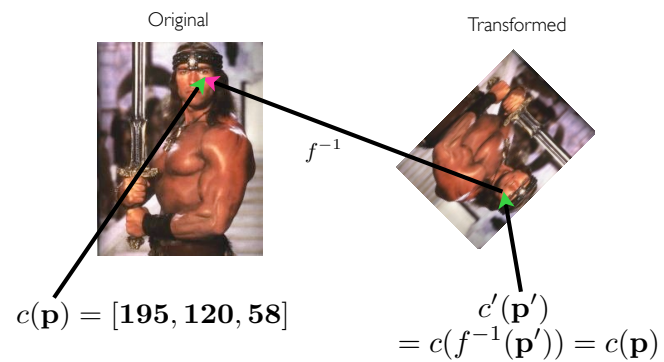 Original
Transformed
f⁻¹
c(p) = [195, 120, 58]
c′(p′)
= c(f⁻¹(p′)) = c(p)